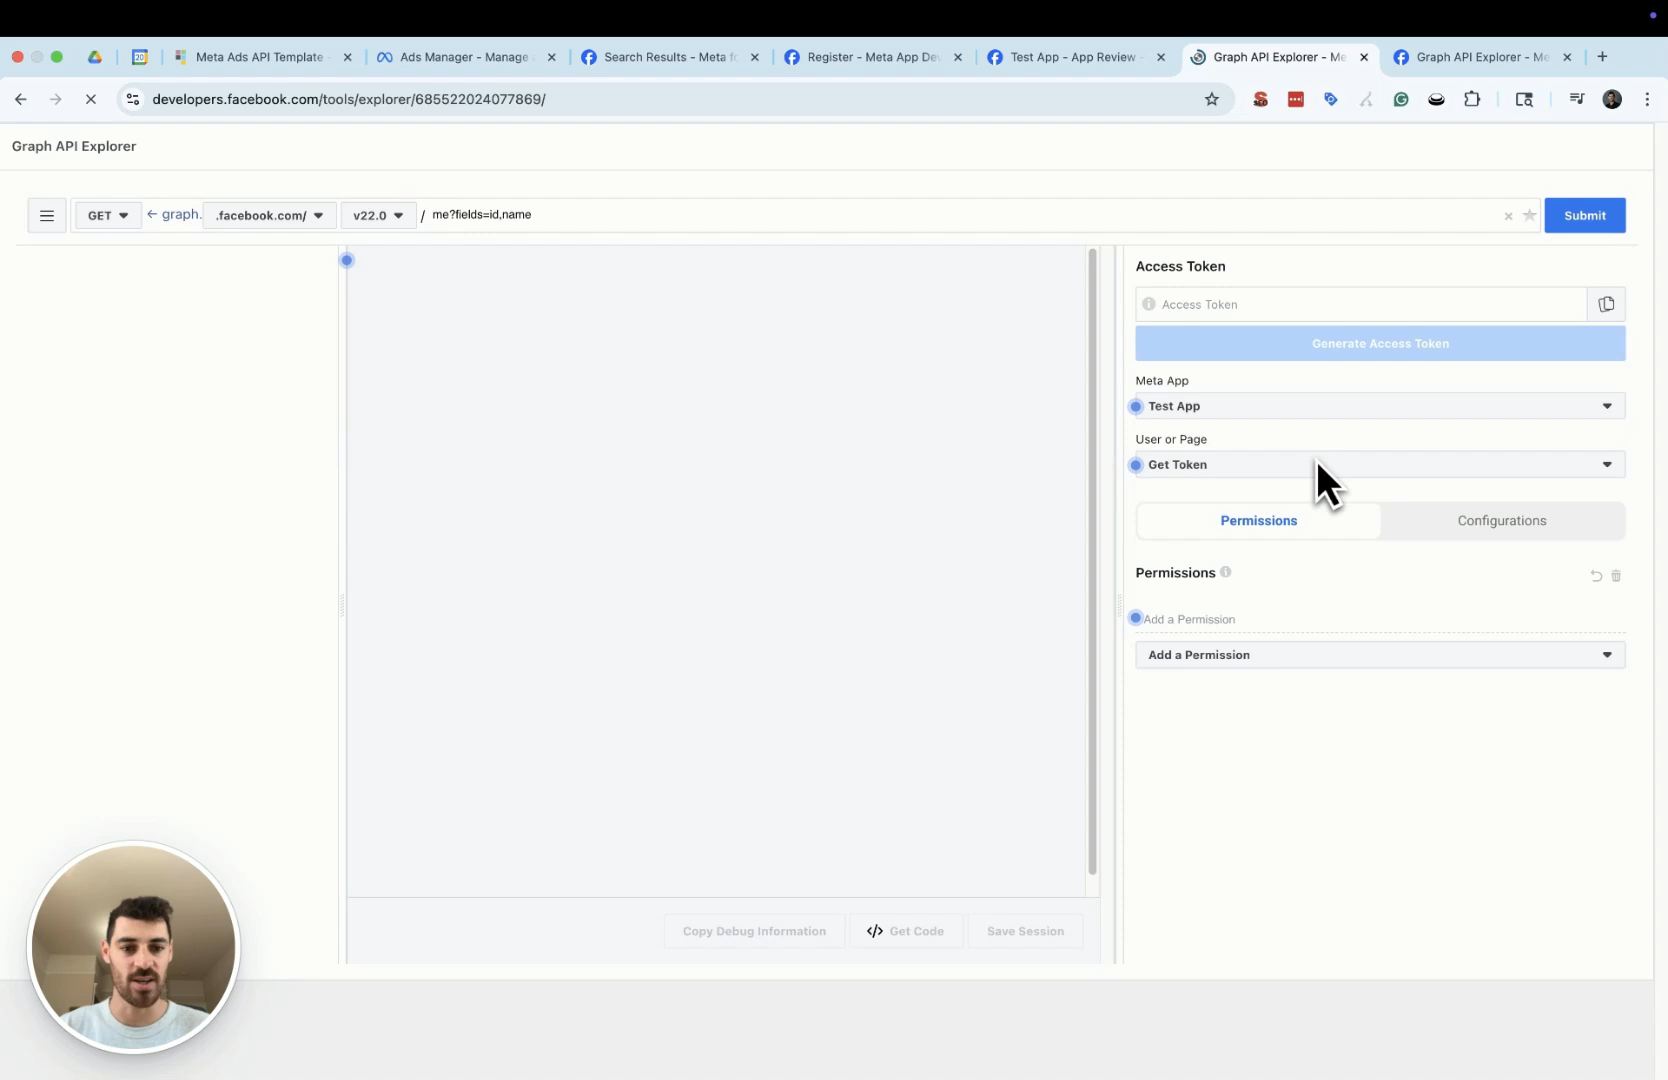 Meta Ads API Template -
Ads Manager - Manage
Search Results - Meta fo
Register - Meta App Dev
Test App - App Review -
Graph API Explorer - Me
Graph API Explorer - Me
developers.facebook.com/tools/explorer/685522024077869/
Graph API Explorer
GET
← graph.
.facebook.com/
v22.0
/ me?fields=id,name
Submit
Access Token
Access Token
Generate Access Token
Meta App
Test App
User or Page
Get Token
Permissions
Configurations
Permissions
Add a Permission
Add a Permission
Copy Debug Information
</> Get Code
Save Session